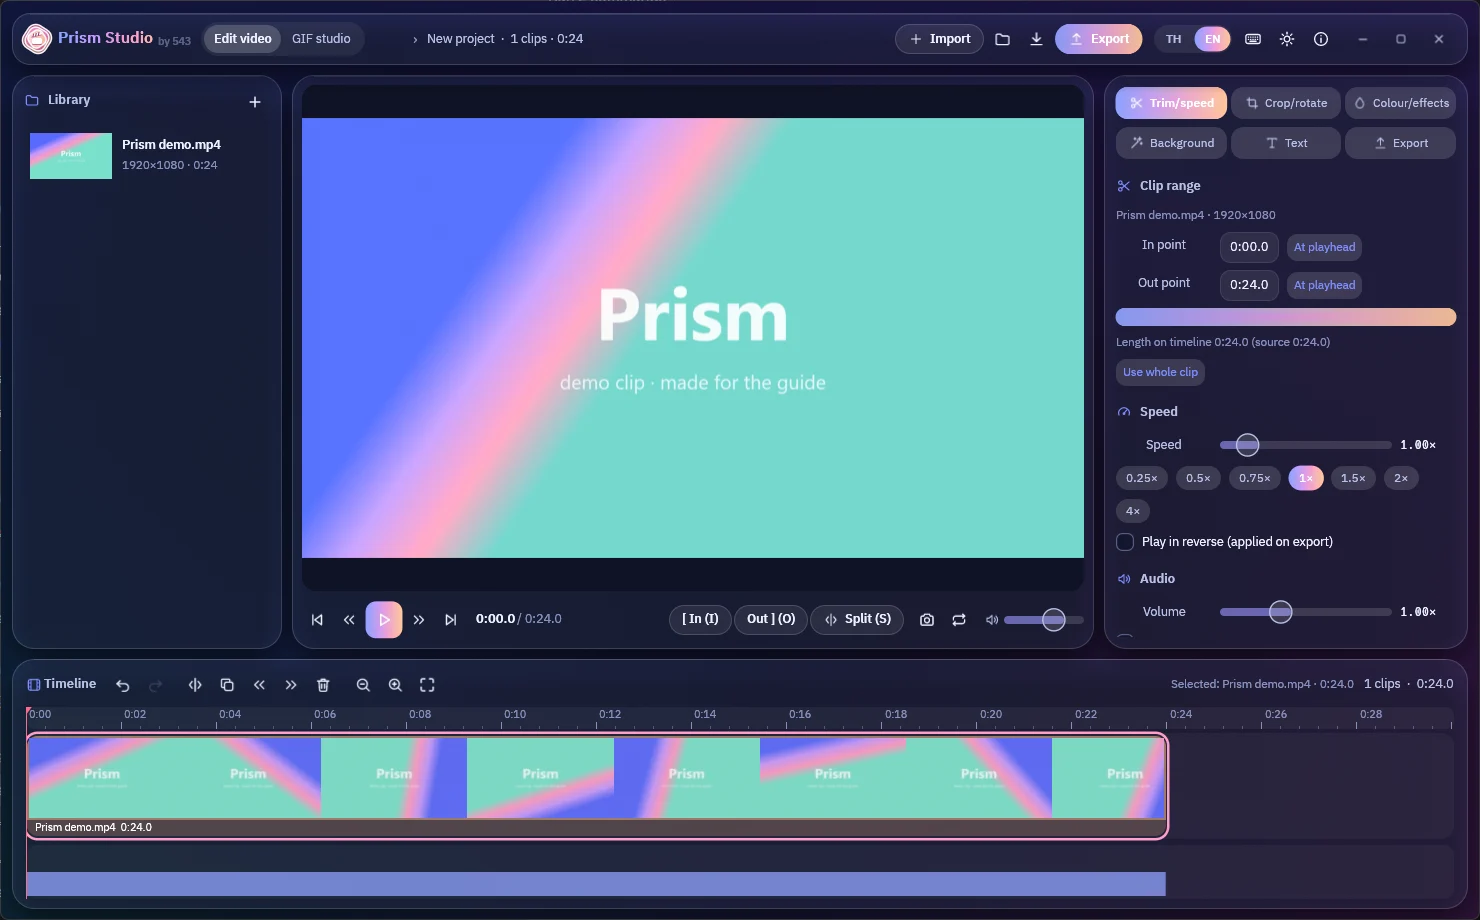 Prism Studio by 543
Edit video
GIF studio
› New project · 1 clips · 0:24
Import
Export
TH
EN
Library
Prism demo.mp4
1920×1080 · 0:24
Prism
Prism
demo clip · made for the guide
0:00.0 / 0:24.0
[ In (I)
Out ] (O)
Split (S)
Trim/speed
Crop/rotate
Colour/effects
Background
Text
Export
Clip range
Prism demo.mp4 · 1920×1080
In point
0:00.0
At playhead
Out point
0:24.0
At playhead
Length on timeline 0:24.0 (source 0:24.0)
Use whole clip
Speed
Speed
1.00×
0.25×
0.5×
0.75×
1×
1.5×
2×
4×
Play in reverse (applied on export)
Audio
Volume
1.00×
Timeline
Selected: Prism demo.mp4 · 0:24.0
1 clips · 0:24.0
0:00 0:02 0:04 0:06 0:08 0:10 0:12 0:14 0:16 0:18 0:20 0:22 0:24 0:26 0:28
Prism Prism Prism Prism Prism Prism Prism Prism
Prism demo.mp4 0:24.0